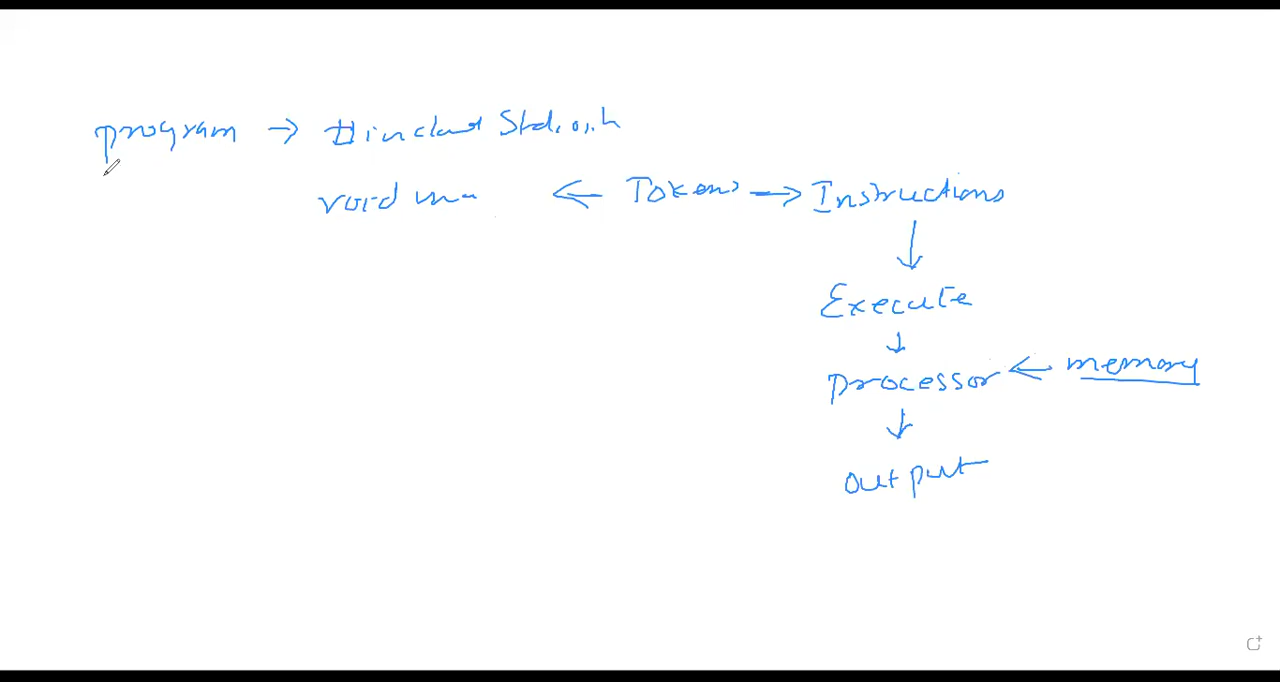 program → #include Stdio.h
void ma ← Tokens → Instructions
↓
Execute
↓
processor ← memory
↓
output